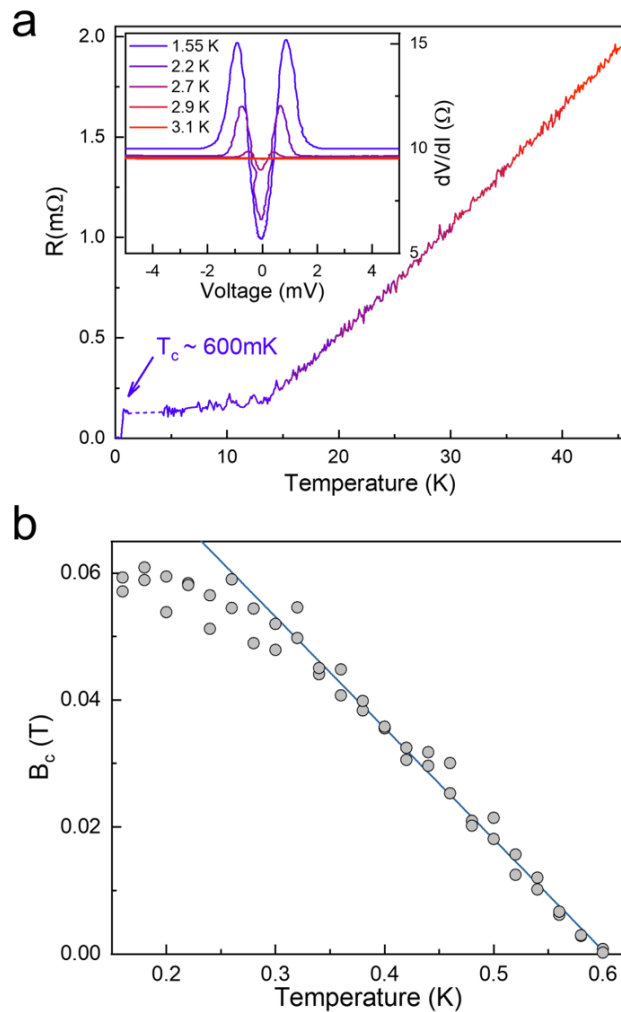 a
2.0
1.5
1.0
0.5
0.0
R(mΩ)
1.55 K
2.2 K
2.7 K
2.9 K
3.1 K
15
10
5
dV/dI (Ω)
-4 -2 0 2 4
Voltage (mV)
T_c ~ 600mK
0 10 20 30 40
Temperature (K)
b
0.06
0.04
0.02
0.00
B_c (T)
0.2 0.3 0.4 0.5 0.6
Temperature (K)